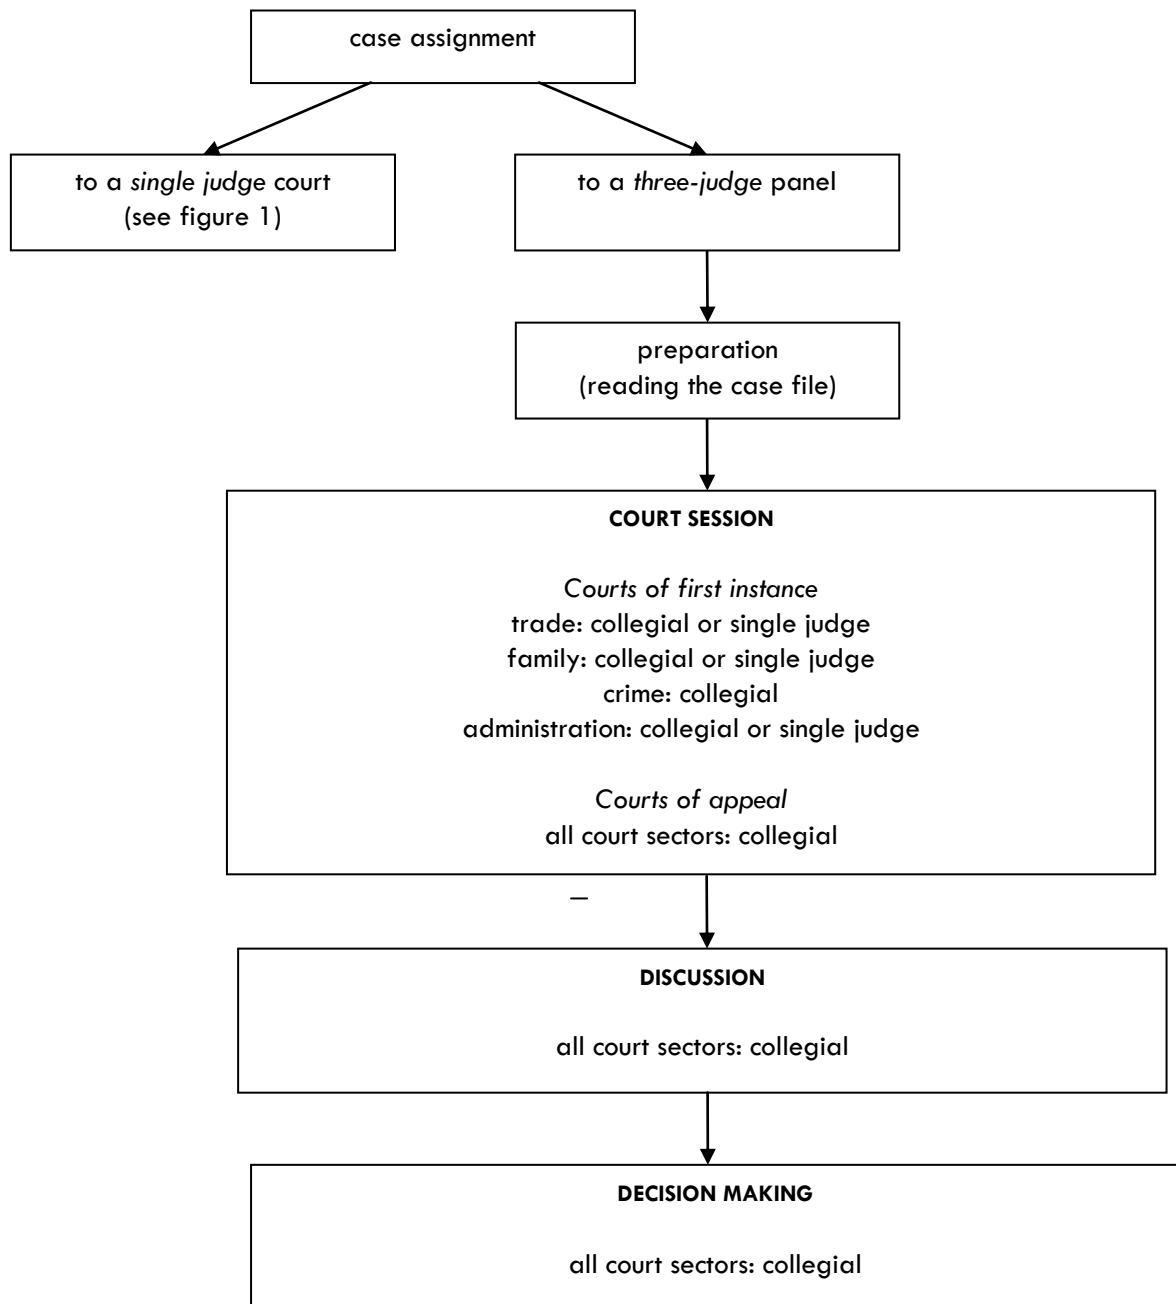 case assignment
to a single judge court
(see figure 1)
to a three-judge panel
preparation
(reading the case file)
COURT SESSION
Courts of first instance
trade: collegial or single judge
family: collegial or single judge
crime: collegial
administration: collegial or single judge
Courts of appeal
all court sectors: collegial
–
DISCUSSION
all court sectors: collegial
DECISION MAKING
all court sectors: collegial